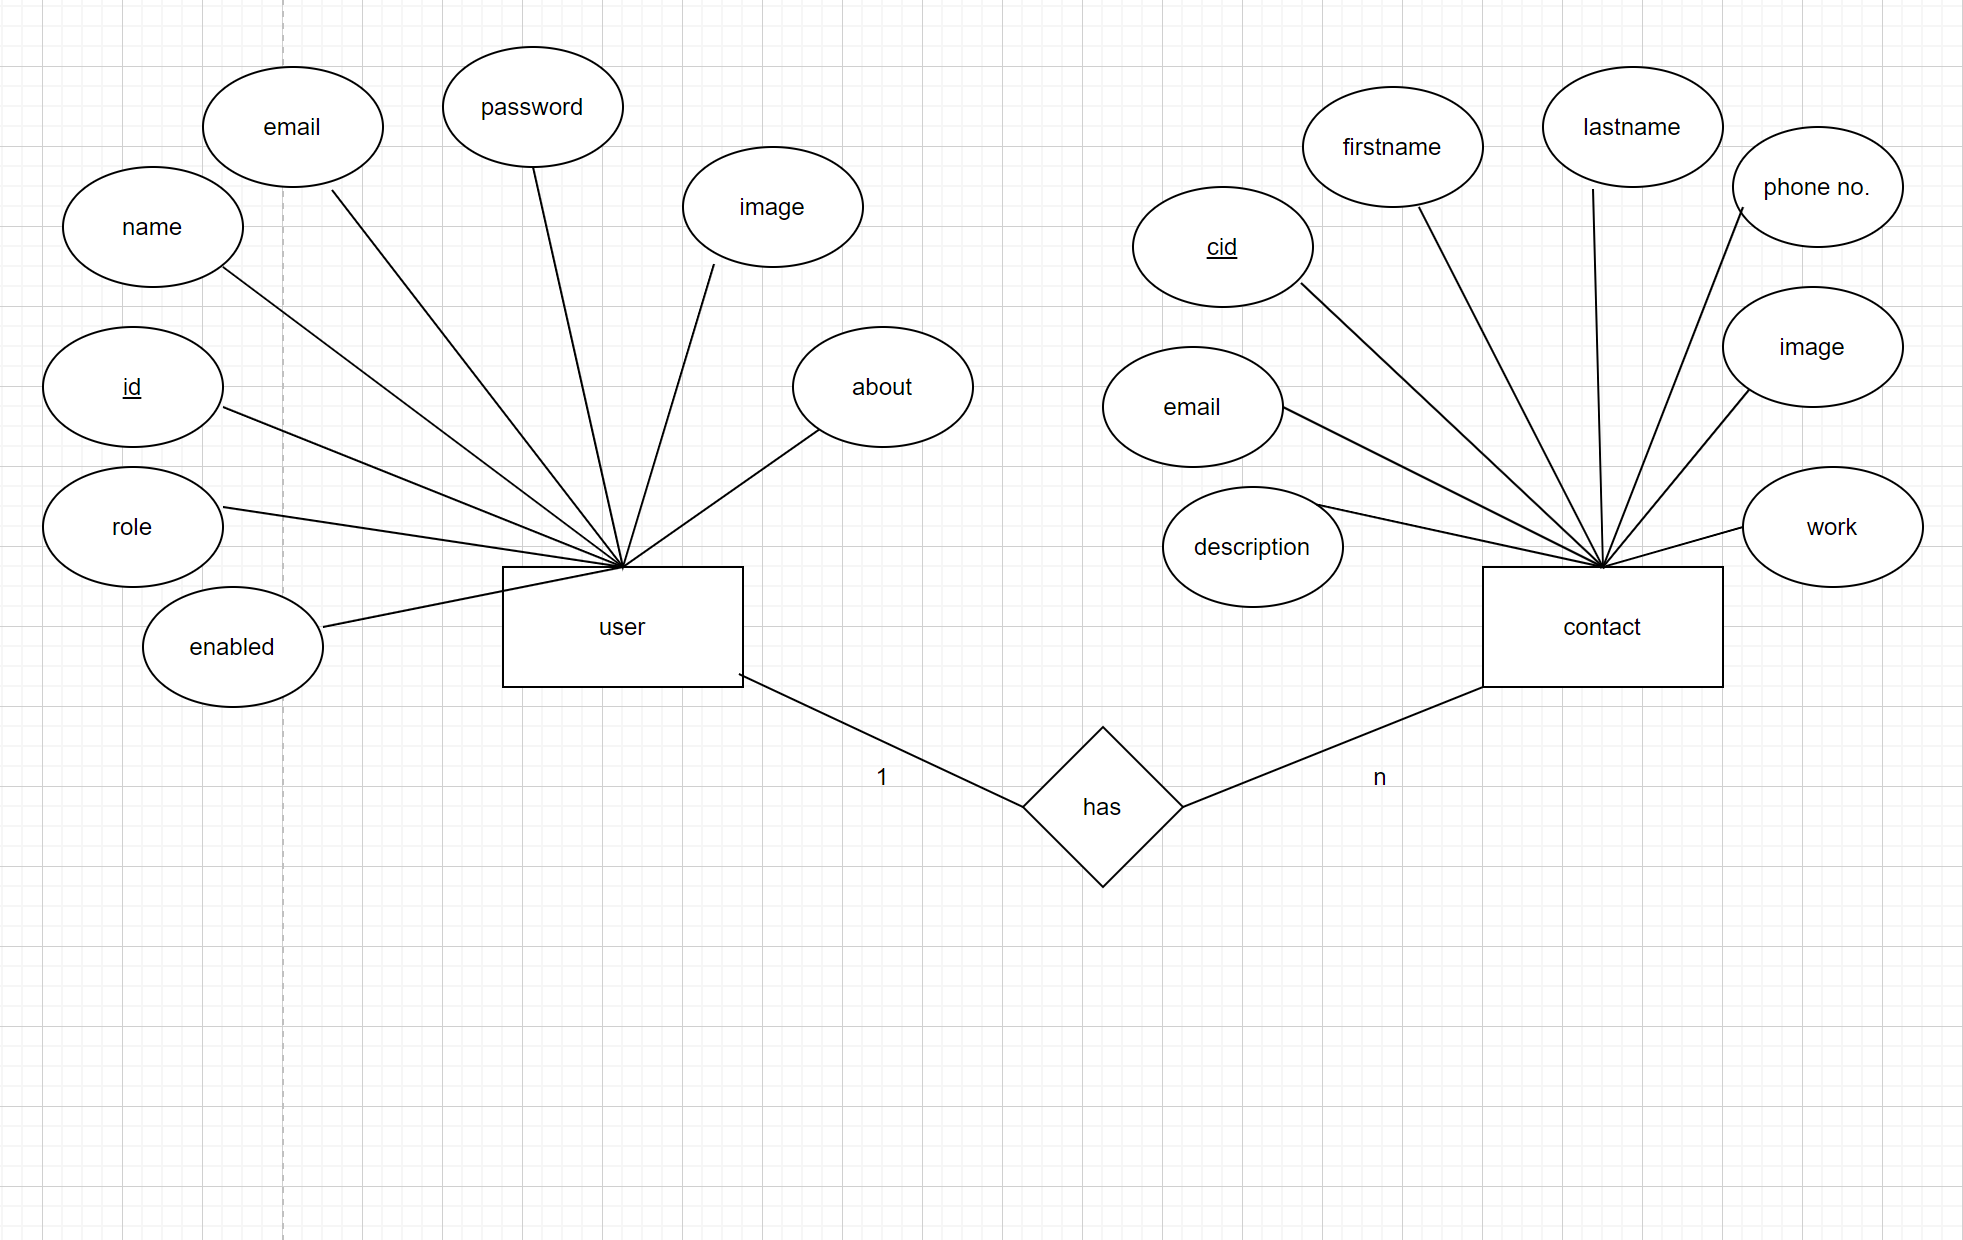 email
password
name
image
id
about
role
enabled
user
firstname
lastname
phone no.
cid
image
email
description
work
contact
1
n
has